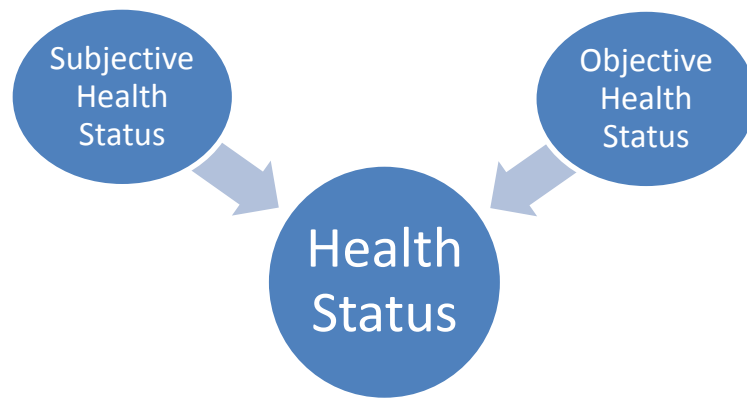 Subjective
Health
Status
Objective
Health
Status
Health
Status